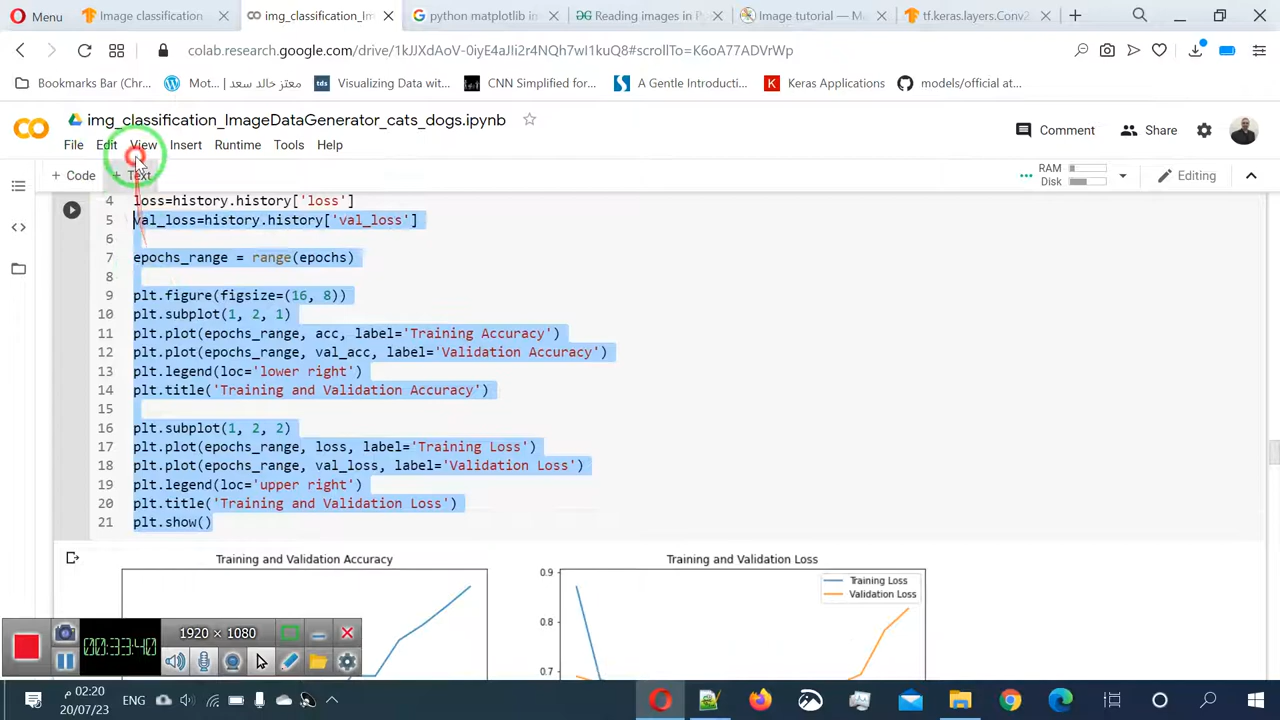 Menu
Image classification
img_classification_I
python matplotlib i
Reading images in P
Image tutorial — M
tf.keras.layers.Conv2
colab.research.google.com/drive/1kJJXdAoV-0iyE4aJIi2r4NQh7wI1kuQ8#scrollTo=K6oA77ADVrWp
Bookmarks Bar (Chr...
معتز خالد سعد | Mot...
tds
Visualizing Data wi...
CNN Simplified for...
A Gentle Introducti...
Keras Applications
models/official at...
img_classification_ImageDataGenerator_cats_dogs.ipynb
Comment
Share
File Edit View Insert Runtime Tools Help
+ Code + Text
RAM
Disk
Editing
4 loss=history.history['loss']
5 val_loss=history.history['val_loss']
6
7 epochs_range = range(epochs)
8
9 plt.figure(figsize=(16, 8))
10 plt.subplot(1, 2, 1)
11 plt.plot(epochs_range, acc, label='Training Accuracy')
12 plt.plot(epochs_range, val_acc, label='Validation Accuracy')
13 plt.legend(loc='lower right')
14 plt.title('Training and Validation Accuracy')
15
16 plt.subplot(1, 2, 2)
17 plt.plot(epochs_range, loss, label='Training Loss')
18 plt.plot(epochs_range, val_loss, label='Validation Loss')
19 plt.legend(loc='upper right')
20 plt.title('Training and Validation Loss')
21 plt.show()
Training and Validation Accuracy
Training and Validation Loss
0.9
0.8
0.7
Training Loss
Validation Loss
00:33:40
1920 × 1080
02:20 م
20/07/23
ENG